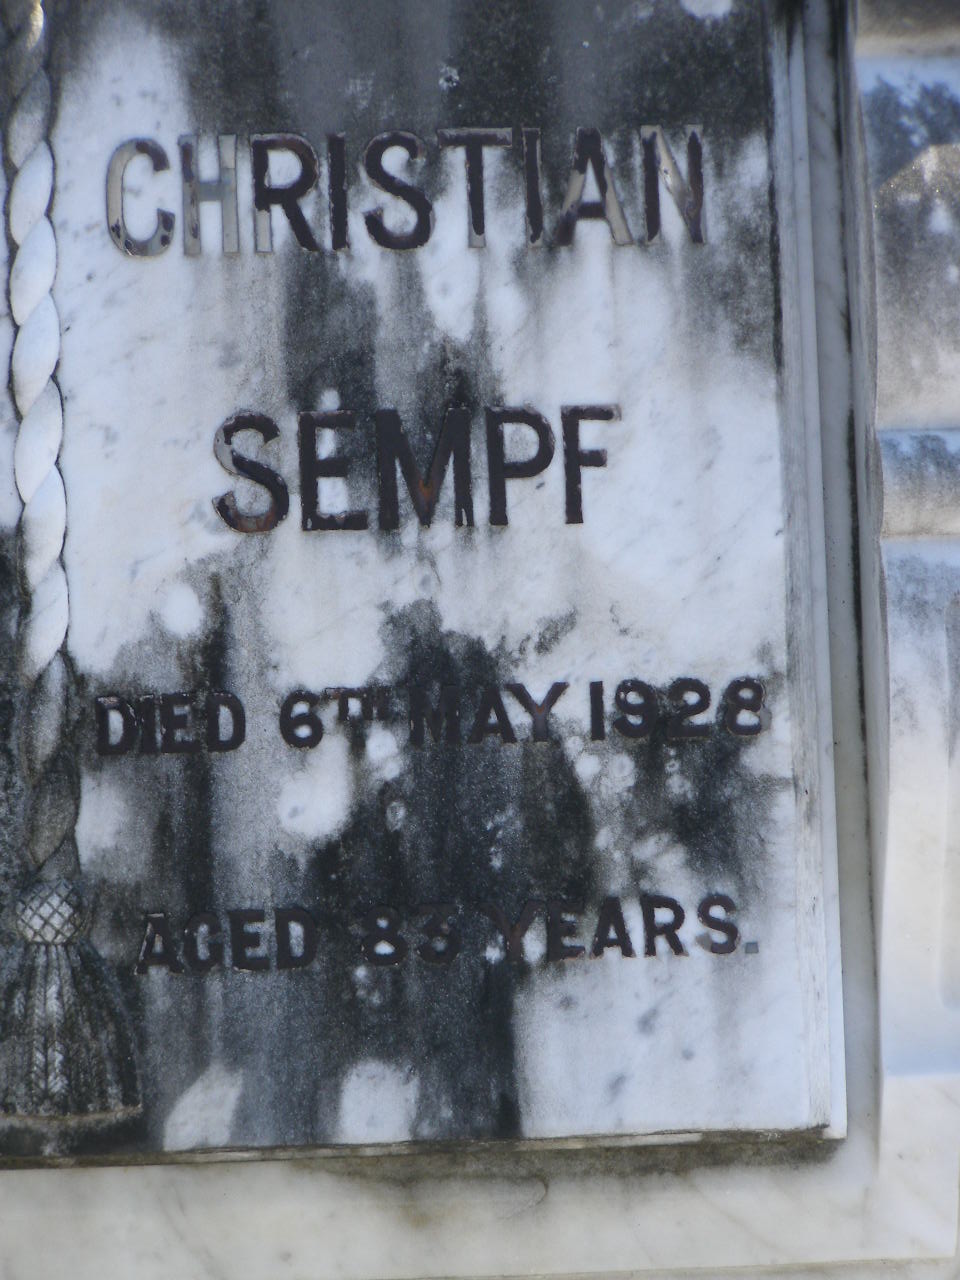 CHRISTIAN
SEMPF
DIED 6TH MAY 1928
AGED 83 YEARS.